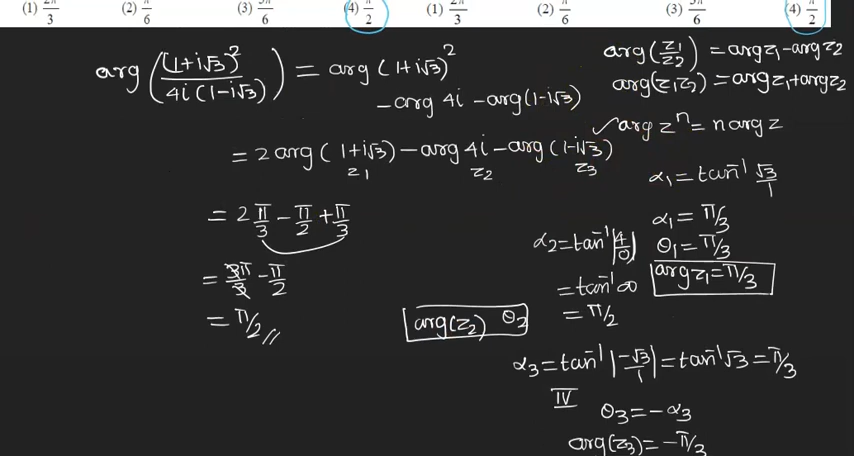 (1) 2π/3 (2) π/6 (3) 5π/6 (4) π/2 (1) 2π/3 (2) π/6 (3) 5π/6 (4) π/2
arg((1+i√3)²/4i(1-i√3)) = arg(1+i√3)²
- arg 4i - arg(1-i√3)
= 2 arg(1+i√3) - arg 4i - arg(1-i√3)
z₁ z₂ z₃
= 2 π/3 - π/2 + π/3
= 3π/3 - π/2
= π/2 //
arg(z₁/z₂) = arg z₁ - arg z₂
arg(z₁z₂) = arg z₁ + arg z₂
✓ arg zⁿ = n arg z
α₁ = tan⁻¹ √3/1
α₁ = π/3
θ₁ = π/3
arg z₁ = π/3
α₂ = tan⁻¹ |4/0|
= tan⁻¹ ∞
= π/2
arg(z₂) θ₂
α₃ = tan⁻¹ |-√3/1| = tan⁻¹ √3 = π/3
IV
θ₃ = -α₃
arg(z₃) = -π/3